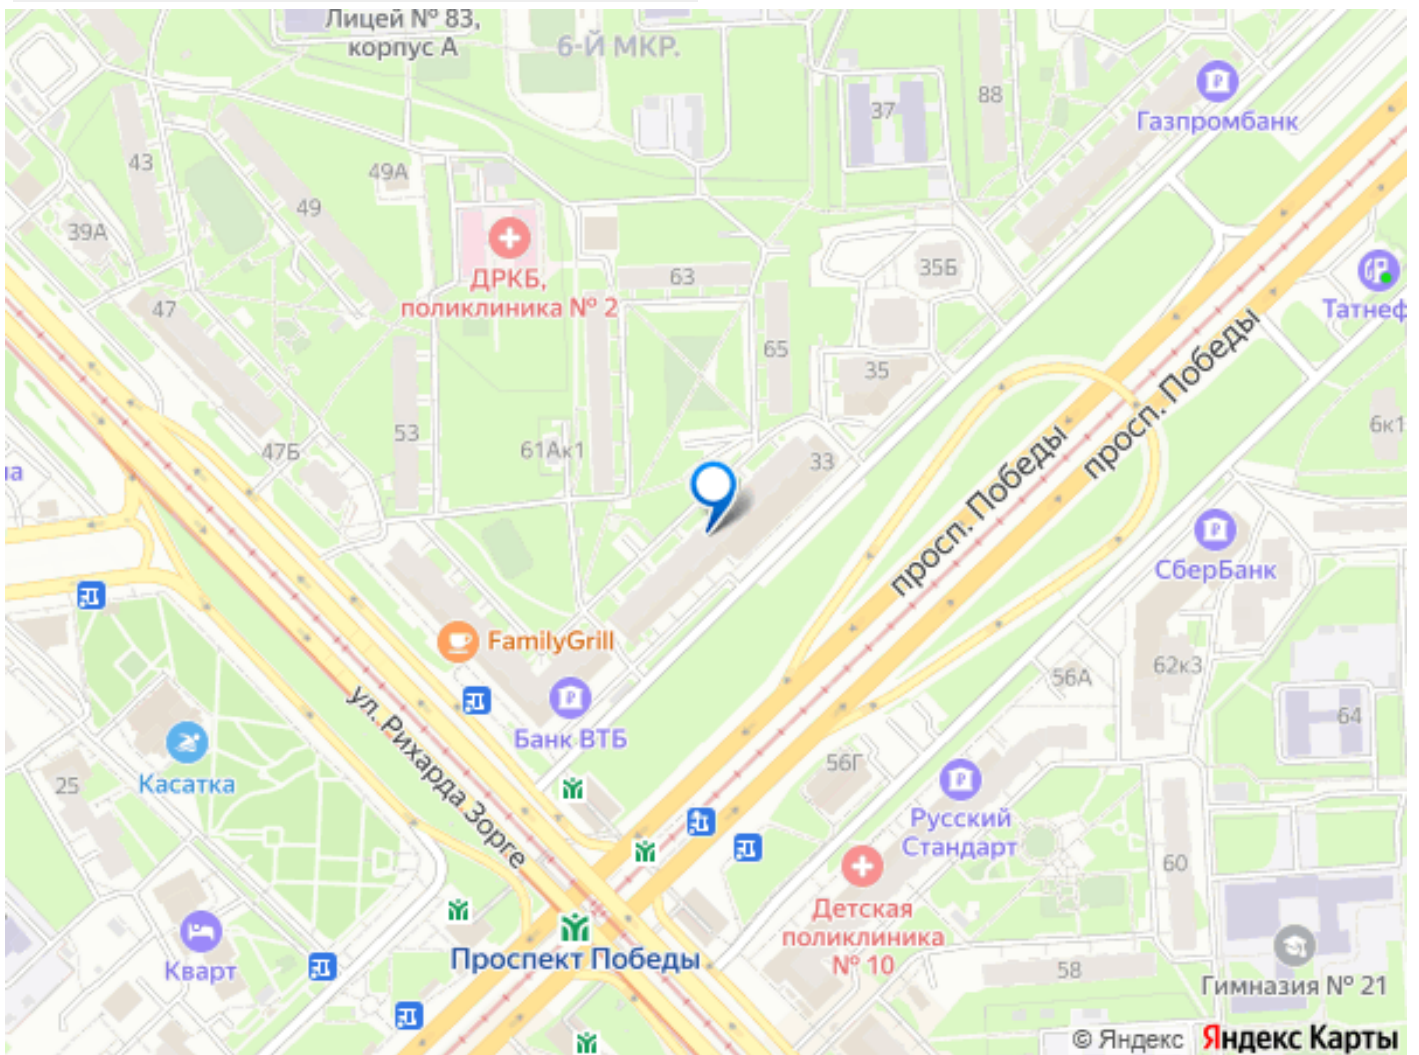 Лицей № 83,
корпус А
6-Й МКР.
37
88
Газпромбанк
43
49А
49
39А
ДРКБ,
поликлиника № 2
63
35Б
Татнеф
47
65
35
просп. Победы
просп. Победы
53
47Б
61Ак1
33
6к1
на
СберБанк
FamilyGrill
62к3
56А
64
Банк ВТБ
ул. Рихарда Зорге
Касатка
25
56Г
Русский
Стандарт
60
Детская
поликлиника
№ 10
Проспект Победы
Кварт
58
Гимназия № 21
© Яндекс
Яндекс Карты